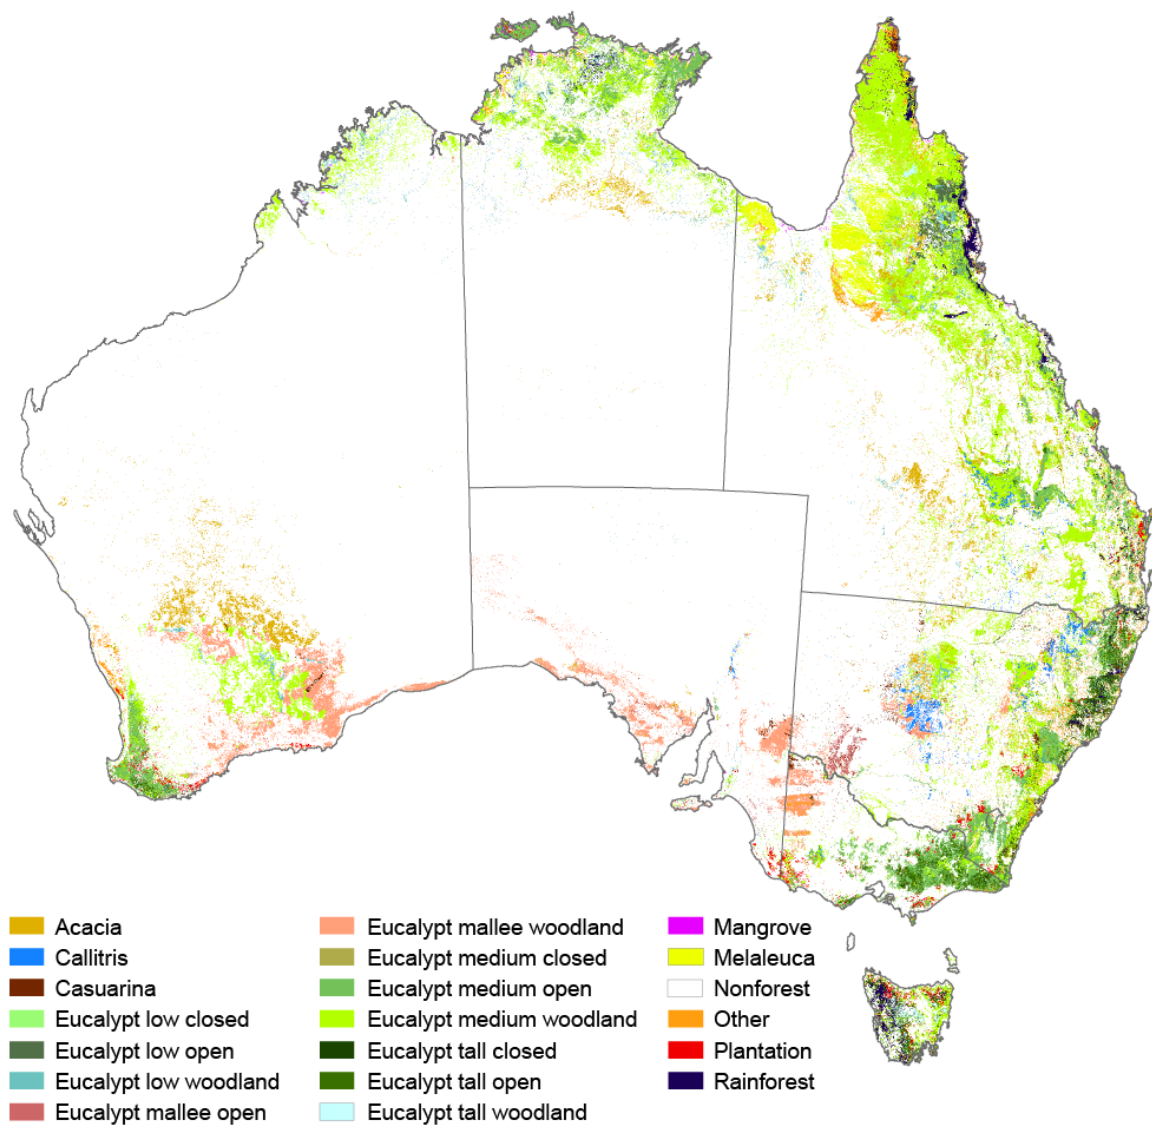 Acacia
Callitris
Casuarina
Eucalypt low closed
Eucalypt low open
Eucalypt low woodland
Eucalypt mallee open
Eucalypt mallee woodland
Eucalypt medium closed
Eucalypt medium open
Eucalypt medium woodland
Eucalypt tall closed
Eucalypt tall open
Eucalypt tall woodland
Mangrove
Melaleuca
Nonforest
Other
Plantation
Rainforest